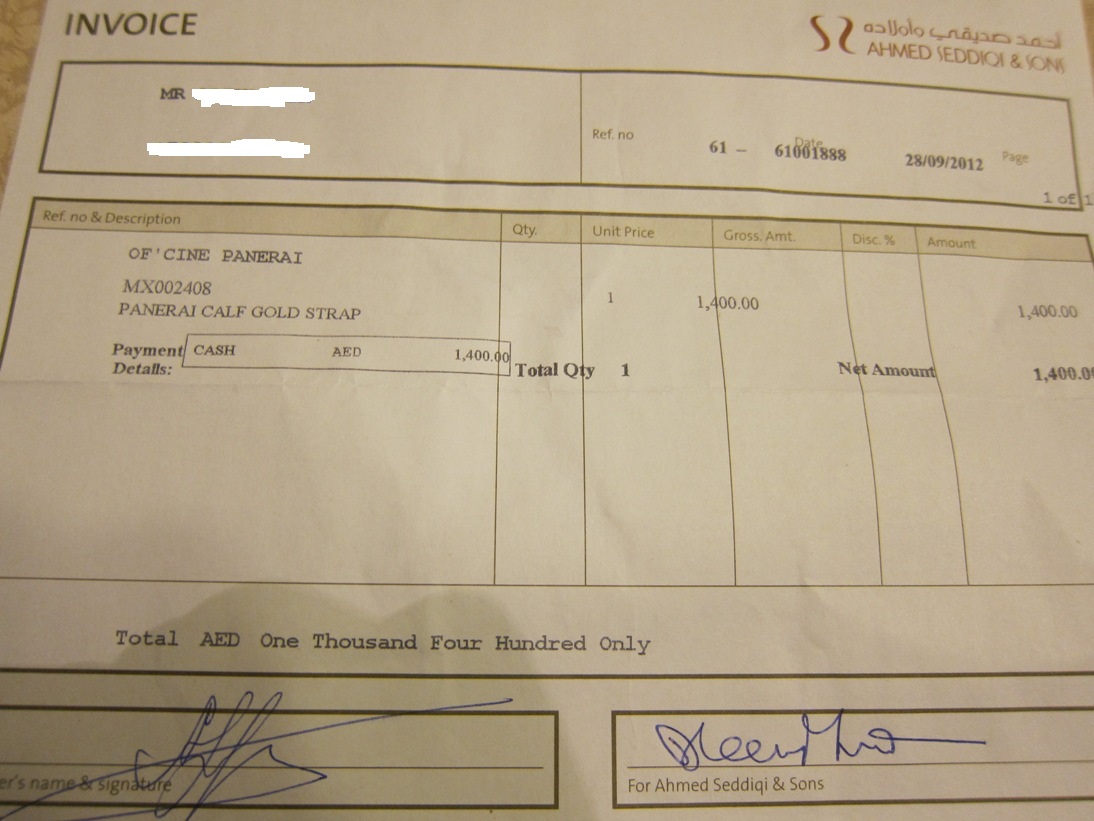 INVOICE
أحمد صديقي وأولاده
AHMED SEDDIQI & SONS
MR
Ref. no 61 - 61001888 Date 28/09/2012 Page
1 of 1
Ref. no & Description Qty. Unit Price Gross. Amt. Disc. % Amount
OF'CINE PANERAI
MX002408 1 1,400.00 1,400.00
PANERAI CALF GOLD STRAP
Payment Details: CASH AED 1,400.00 Total Qty 1 Net Amount 1,400.0
Total AED One Thousand Four Hundred Only
er's name & signature
For Ahmed Seddiqi & Sons